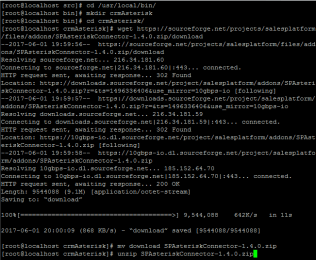 [root@localhost src]# cd /usr/local/bin/
[root@localhost bin]# mkdir crmAsterisk
[root@localhost bin]# cd crmAsterisk/
[root@localhost crmAsterisk]# wget https://sourceforge.net/projects/salesplatform
/files/addons/SPAsteriskConnector-1.4.0.zip/download
--2017-06-01 19:59:56-- https://sourceforge.net/projects/salesplatform/files/add
ons/SPAsteriskConnector-1.4.0.zip/download
Resolving sourceforge.net... 216.34.181.60
Connecting to sourceforge.net|216.34.181.60|:443... connected.
HTTP request sent, awaiting response... 302 Found
Location: https://downloads.sourceforge.net/project/salesplatform/addons/SPAster
iskConnector-1.4.0.zip?r=&ts=1496336406&use_mirror=10gbps-io [following]
--2017-06-01 19:59:57-- https://downloads.sourceforge.net/project/salesplatform/
addons/SPAsteriskConnector-1.4.0.zip?r=&ts=1496336406&use_mirror=10gbps-io
Resolving downloads.sourceforge.net... 216.34.181.59
Connecting to downloads.sourceforge.net|216.34.181.59|:443... connected.
HTTP request sent, awaiting response... 302 Found
Location: https://10gbps-io.dl.sourceforge.net/project/salesplatform/addons/SPAst
eriskConnector-1.4.0.zip [following]
--2017-06-01 19:59:58-- https://10gbps-io.dl.sourceforge.net/project/salesplatfor
m/addons/SPAsteriskConnector-1.4.0.zip
Resolving 10gbps-io.dl.sourceforge.net... 185.152.64.70
Connecting to 10gbps-io.dl.sourceforge.net|185.152.64.70|:443... connected.
HTTP request sent, awaiting response... 200 OK
Length: 9544088 (9.1M) [application/octet-stream]
Saving to: "download"
100%[======================================>] 9,544,088 642K/s in 11s
2017-06-01 20:00:09 (868 KB/s) - "download" saved [9544088/9544088]
[root@localhost crmAsterisk]# mv download SPAsteriskConnector-1.4.0.zip
[root@localhost crmAsterisk]# unzip SPAsteriskConnector-1.4.0.zip